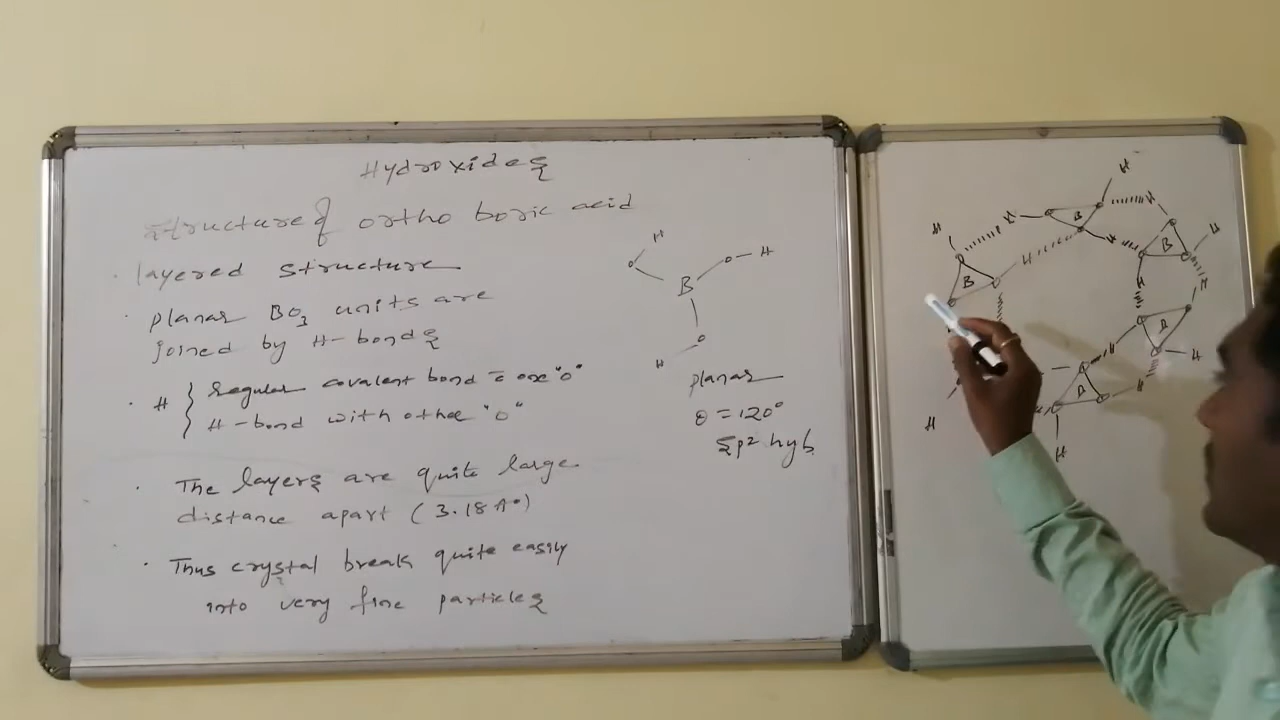 Hydroxides
structure of ortho boric acid
. layered structure
. planar BO3 units are
joined by H-bonds
. H { Regular covalent bond c̄ one "O"
H-bond with other "O"
. The layers are quite large
distance apart (3.18 A°)
. Thus crystal break quite easily
into very fine particles
H
O
O - H
B
O
H
planar
θ = 120°
sp² hyb
H
H
H
B
H
H
H
B
H
B
H
B
H
H
H
H
B
H
H
H